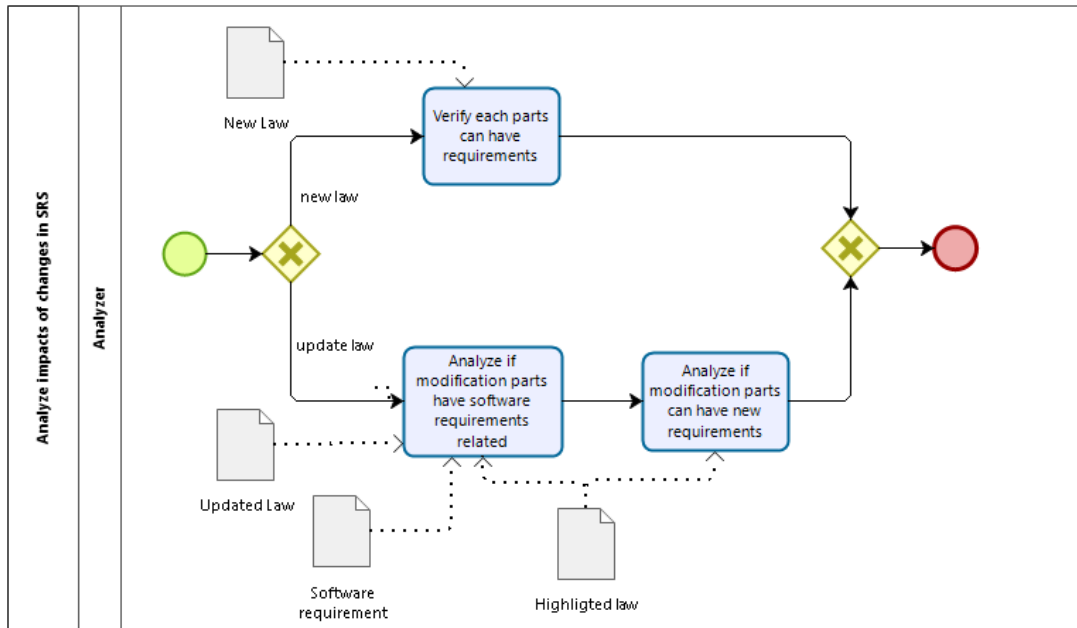 Analyze impacts of changes in SRS
Analyzer
New Law
Verify each parts
can have
requirements
new law
update law
Analyze if
modification parts
have software
requirements
related
Analyze if
modification parts
can have new
requirements
Updated Law
Software
requirement
Highligted law